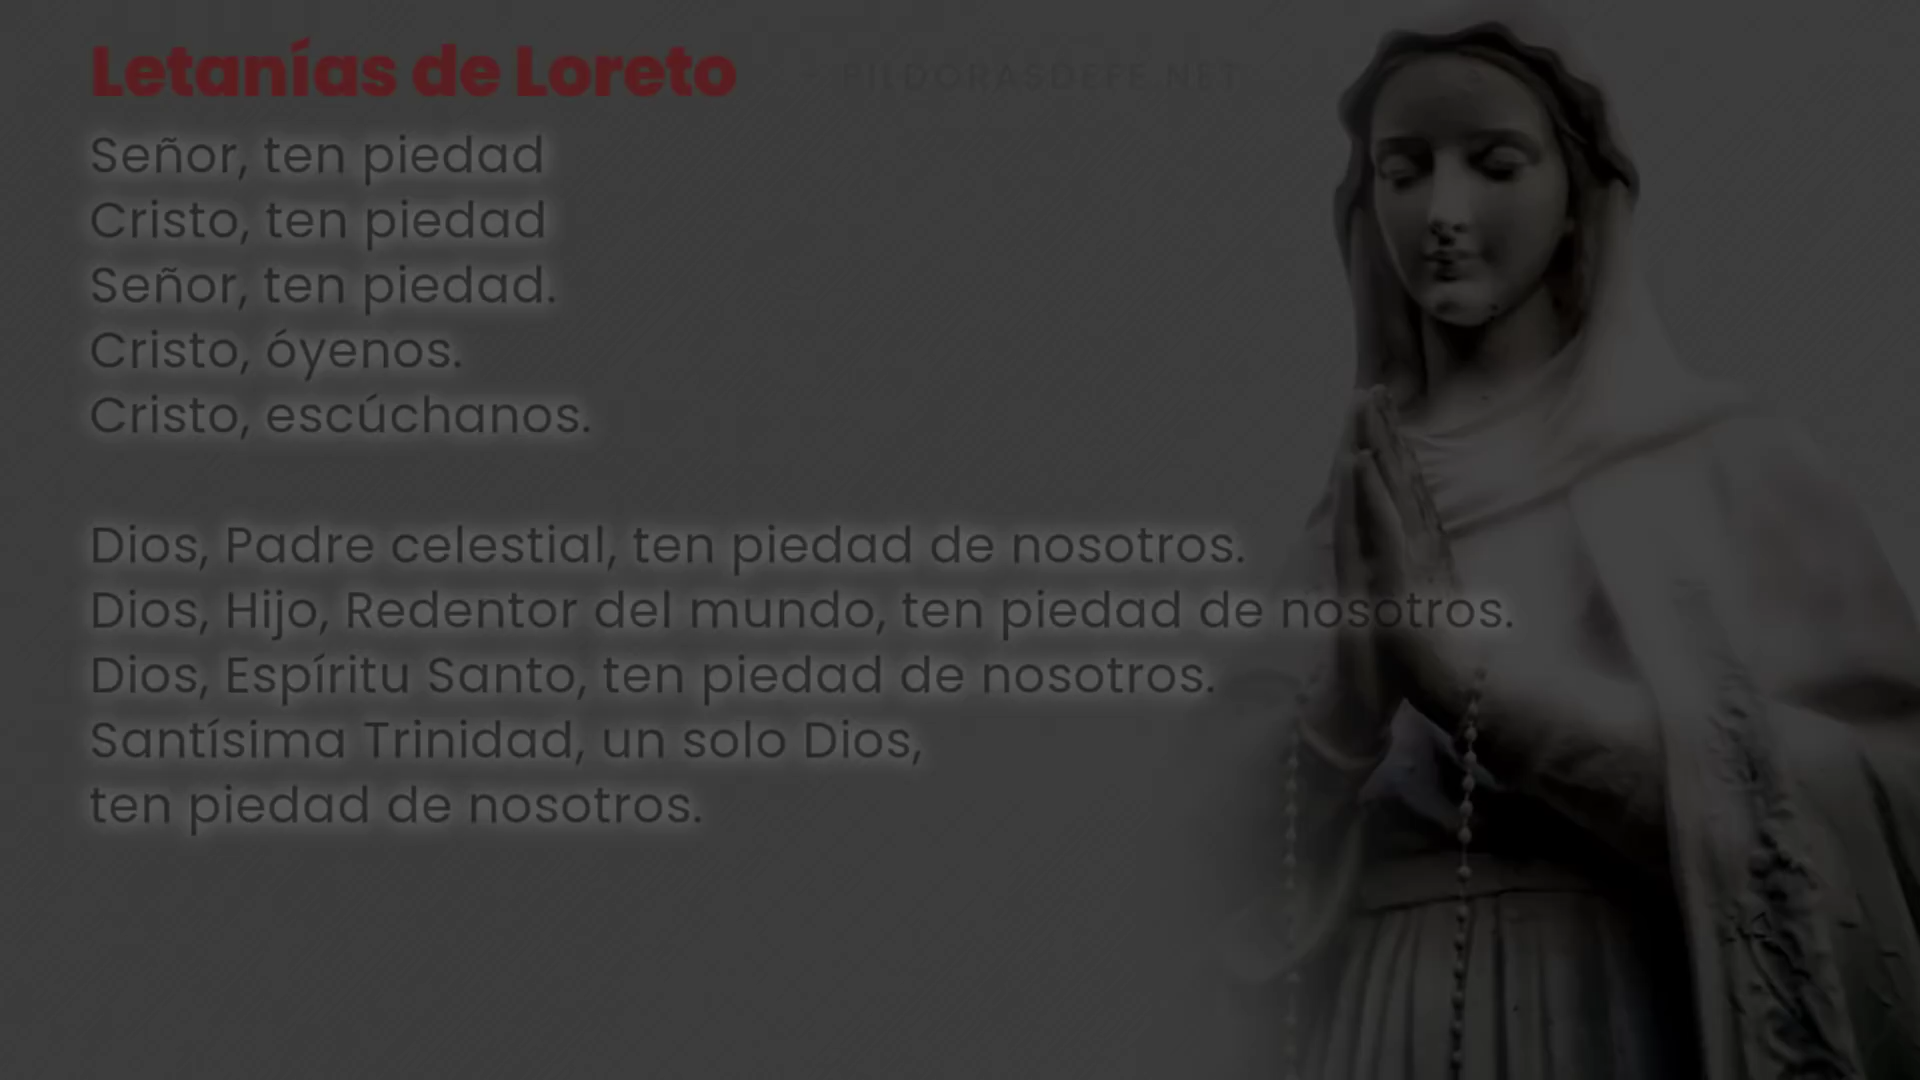 Letanías de Loreto
PILDORASDEFE.NET
Señor, ten piedad
Cristo, ten piedad
Señor, ten piedad.
Cristo, óyenos.
Cristo, escúchanos.
Dios, Padre celestial, ten piedad de nosotros.
Dios, Hijo, Redentor del mundo, ten piedad de nosotros.
Dios, Espíritu Santo, ten piedad de nosotros.
Santísima Trinidad, un solo Dios,
ten piedad de nosotros.